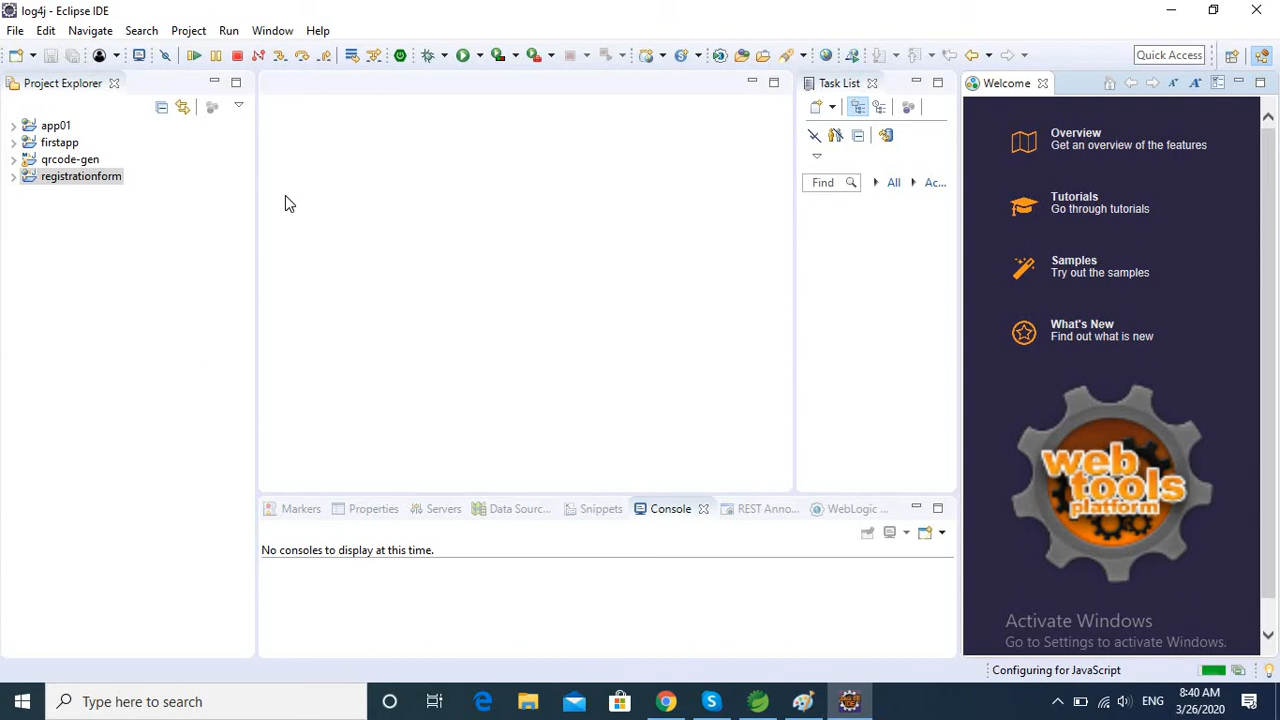 log4j - Eclipse IDE
File Edit Navigate Search Project Run Window Help
Quick Access
Project Explorer
app01
firstapp
qrcode-gen
registrationform
Task List
Find All Ac...
Welcome
Overview
Get an overview of the features
Tutorials
Go through tutorials
Samples
Try out the samples
What's New
Find out what is new
web
tools
platform
Activate Windows
Go to Settings to activate Windows.
Markers Properties Servers Data Sourc... Snippets Console REST Anno... WebLogic ...
No consoles to display at this time.
Configuring for JavaScript
Type here to search
ENG
8:40 AM
3/26/2020